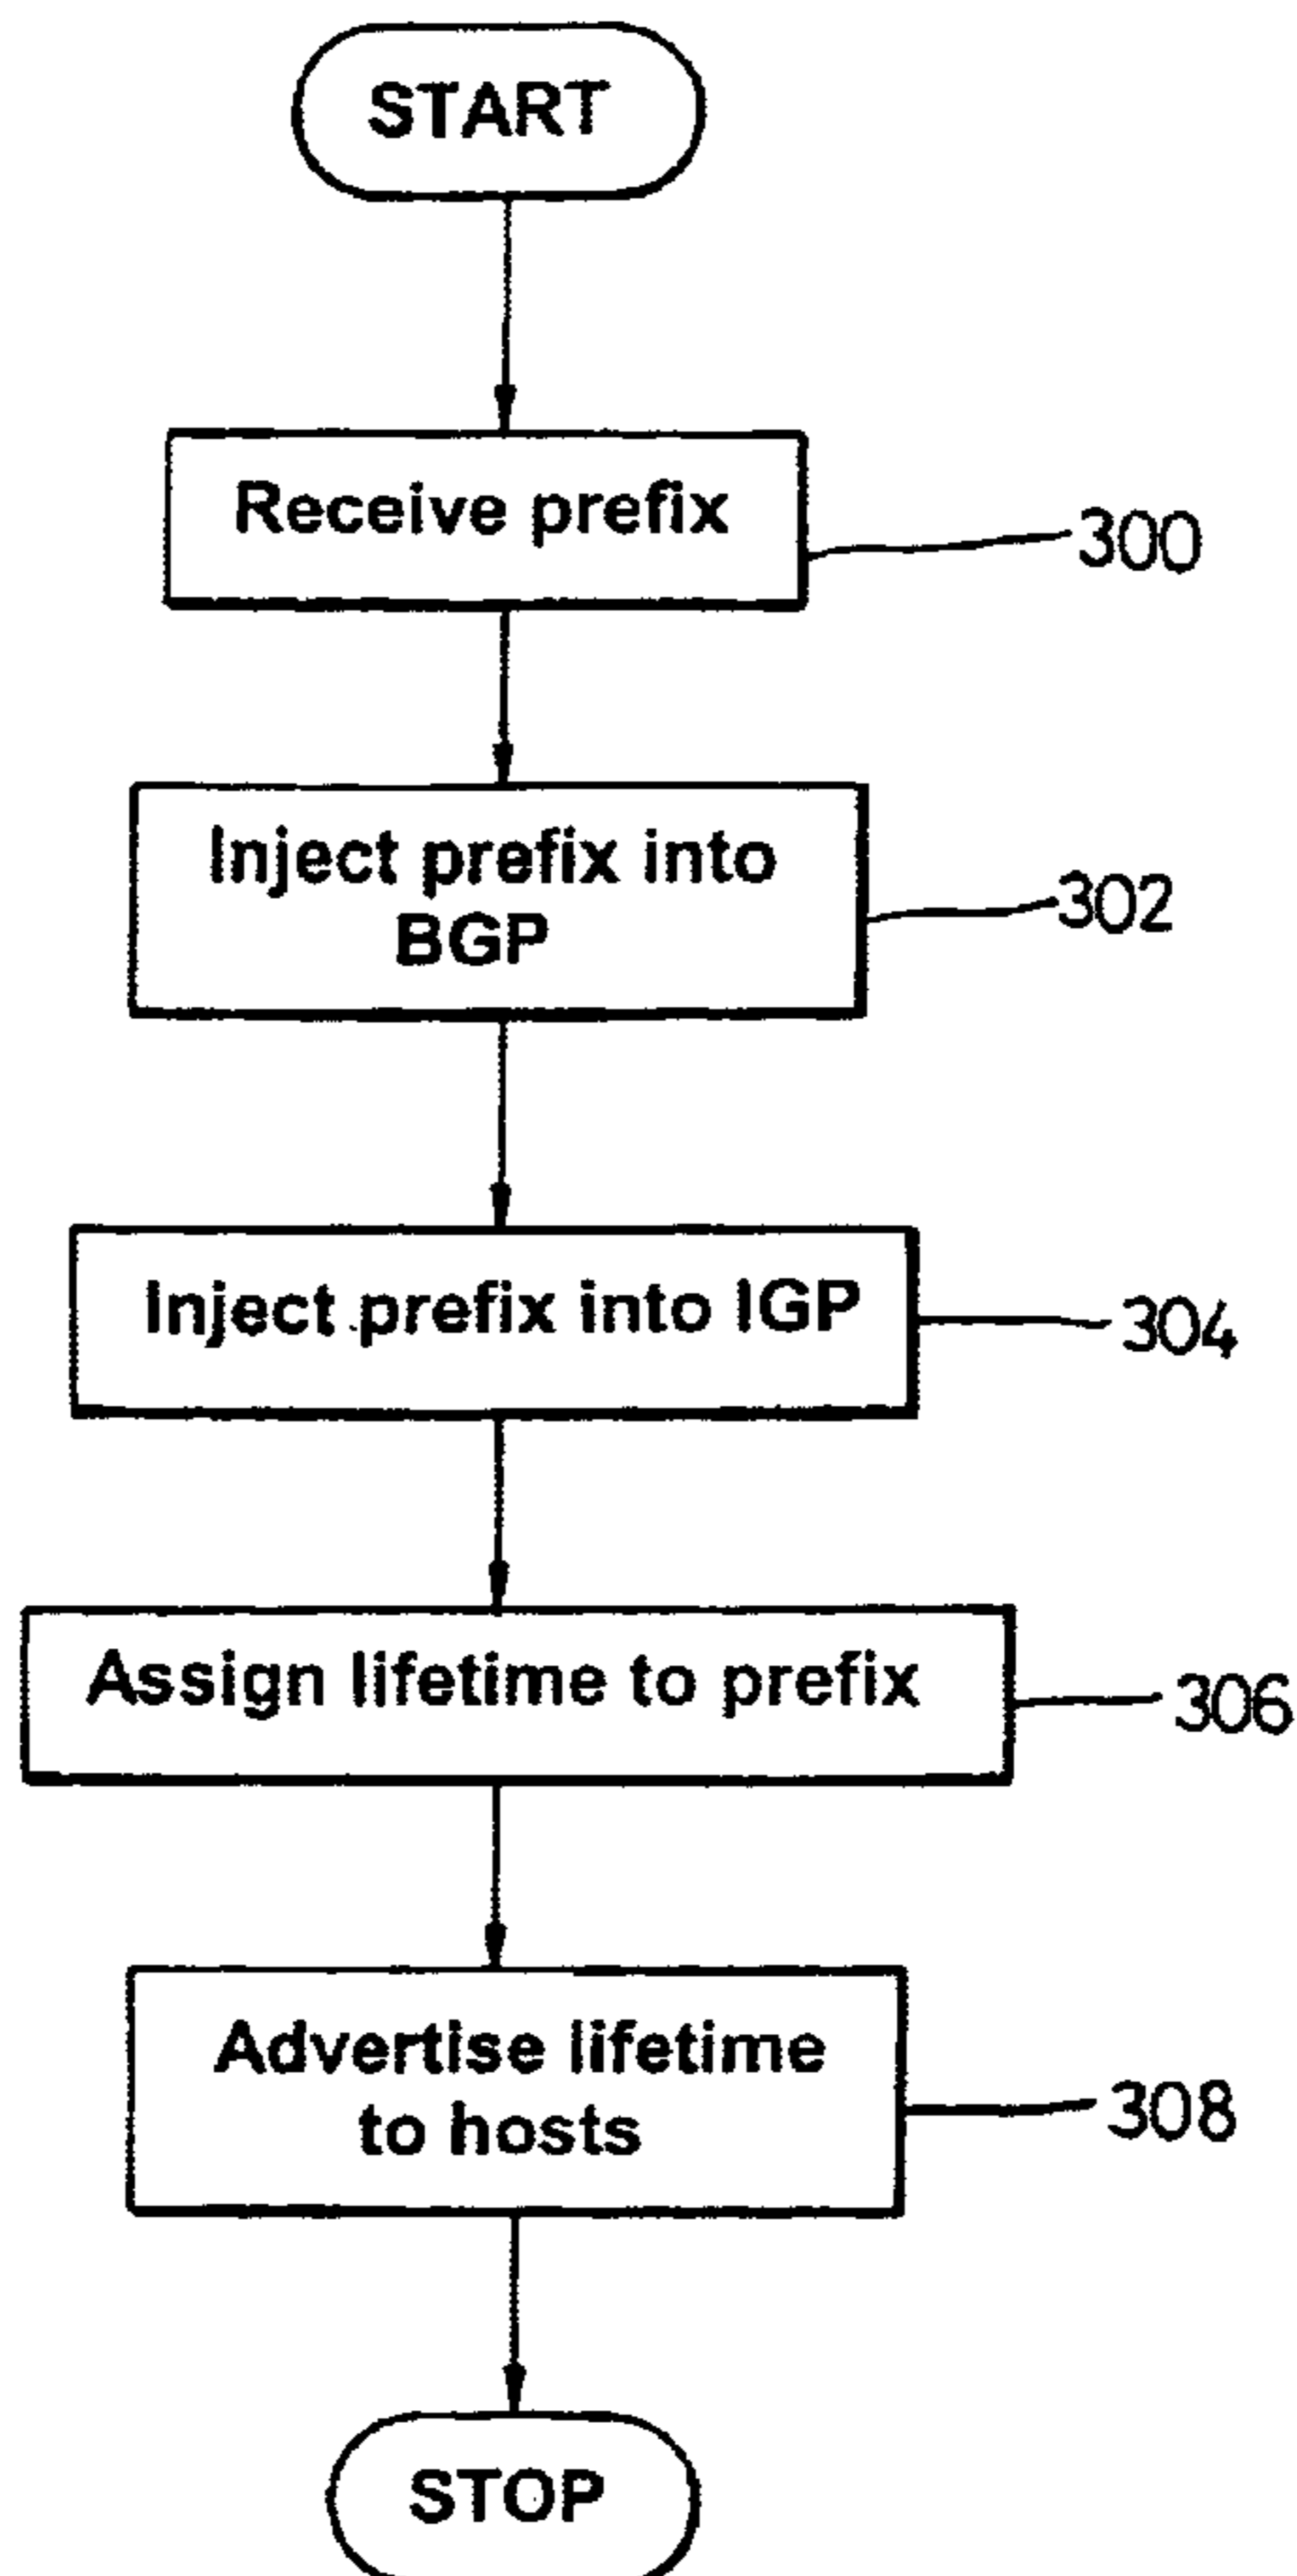 START
Receive prefix
300
Inject prefix into
BGP
302
Inject prefix into IGP
304
Assign lifetime to prefix
306
Advertise lifetime
to hosts
308
STOP